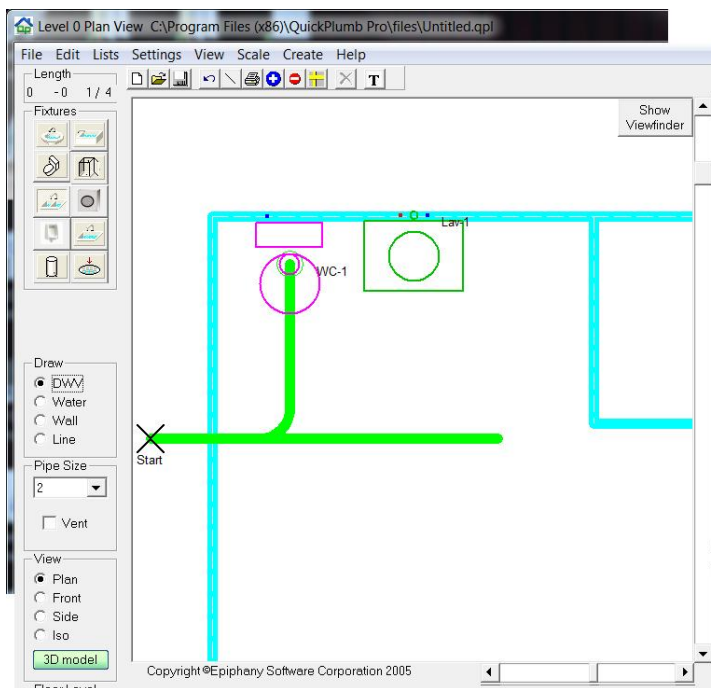 Level 0 Plan View C:\Program Files (x86)\QuickPlumb Pro\files\Untitled.qpl
File Edit Lists Settings View Scale Create Help
Length
0 -0 1/4
T
Fixtures
Show
Viewfinder
Lav-1
WC-1
Draw
DWV
Water
Wall
Line
Start
Pipe Size
2
Vent
View
Plan
Front
Side
Iso
3D model
Copyright ©Epiphany Software Corporation 2005
Floor Level